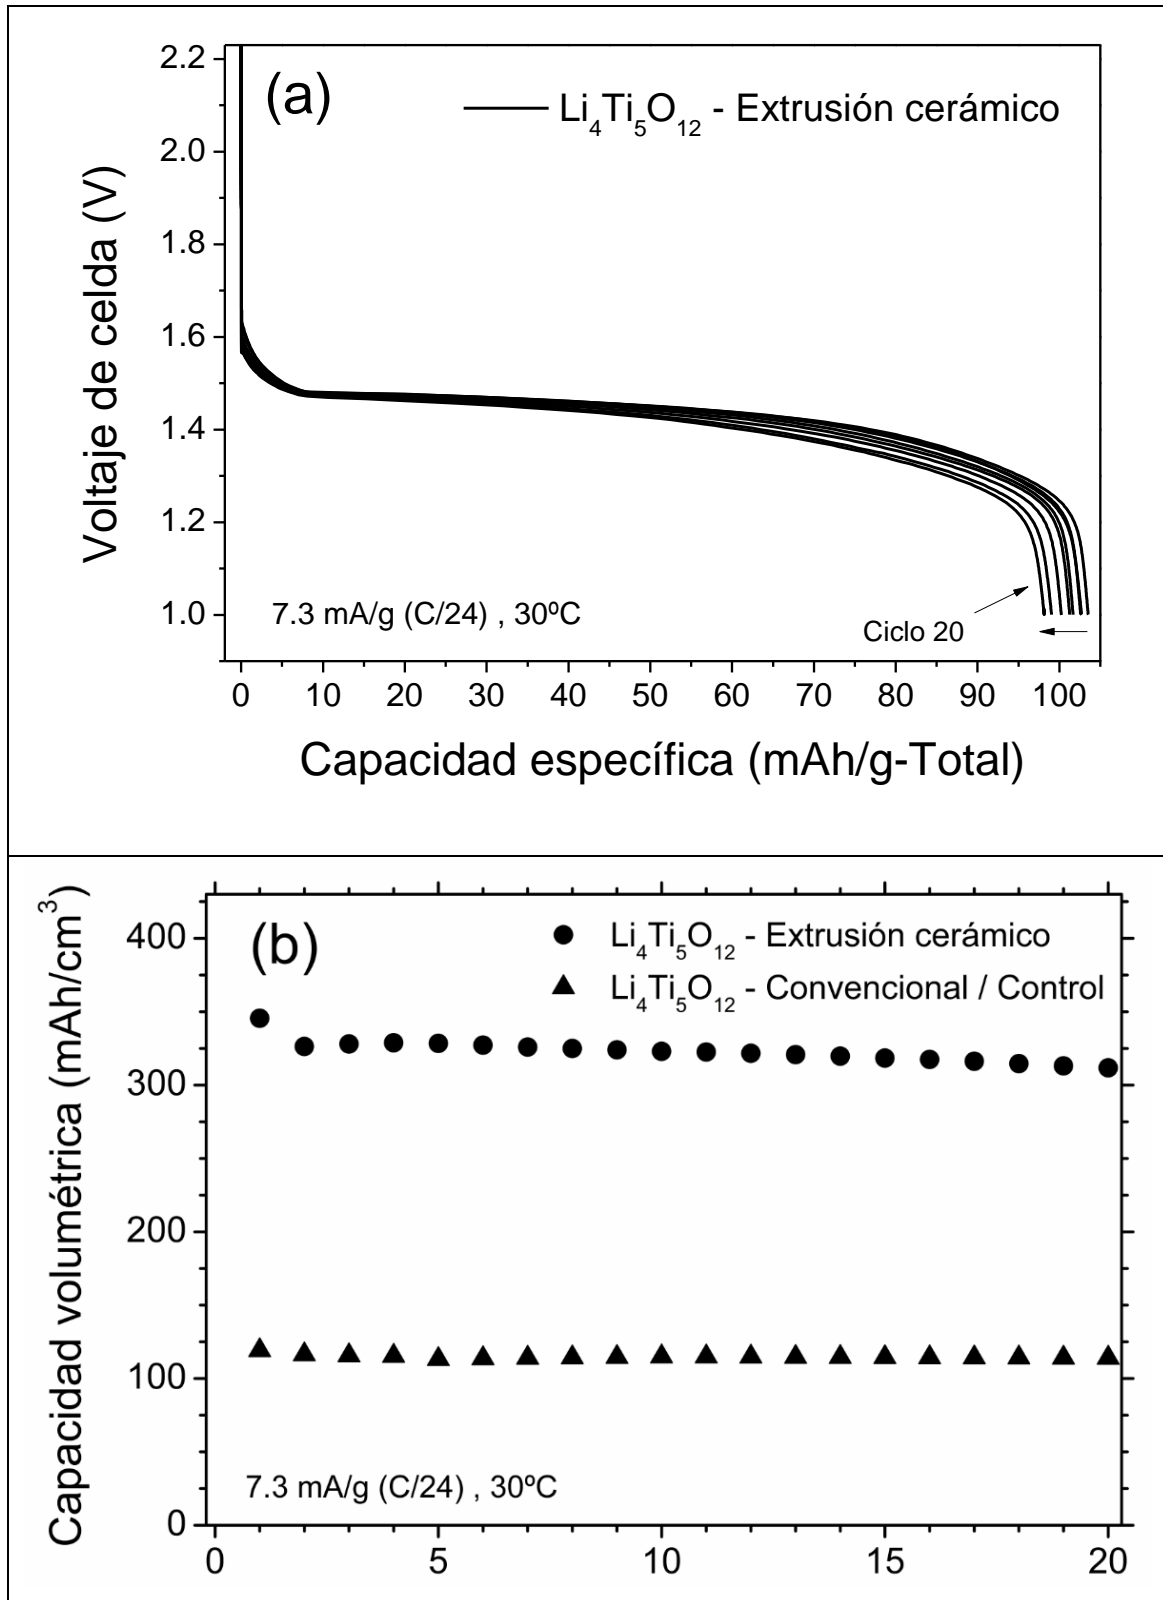 (a)
Li4Ti5O12 - Extrusión cerámico
Voltaje de celda (V)
2.2
2.0
1.8
1.6
1.4
1.2
1.0
7.3 mA/g (C/24) , 30ºC
Ciclo 20
0 10 20 30 40 50 60 70 80 90 100
Capacidad específica (mAh/g-Total)
(b)
Li4Ti5O12 - Extrusión cerámico
Li4Ti5O12 - Convencional / Control
Capacidad volumétrica (mAh/cm3)
400
300
200
100
0
7.3 mA/g (C/24) , 30ºC
0 5 10 15 20